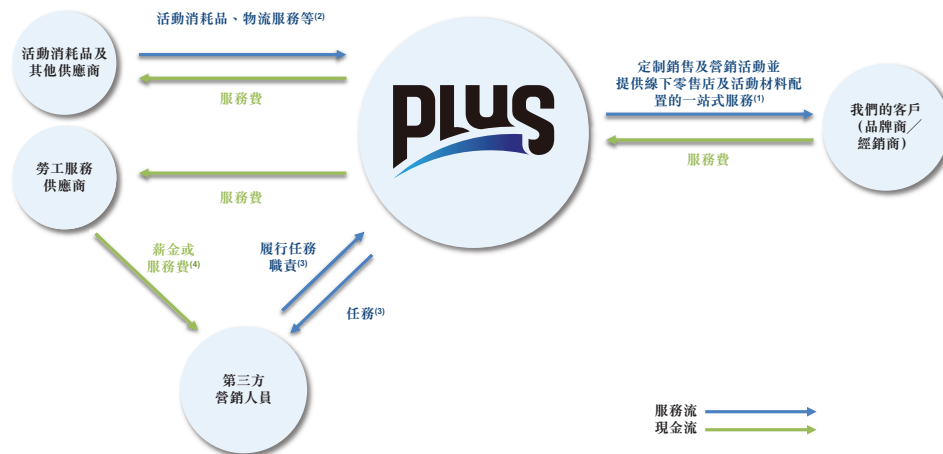 活動消耗品、物流服務等(2)
活動消耗品及
其他供應商
服務費
PLUS
定制銷售及營銷活動並
提供線下零售店及活動材料配
置的一站式服務(1)
服務費
我們的客戶
(品牌商／
經銷商)
勞工服務
供應商
服務費
薪金或
服務費(4)
履行任務
職責(3)
任務(3)
第三方
營銷人員
服務流
現金流